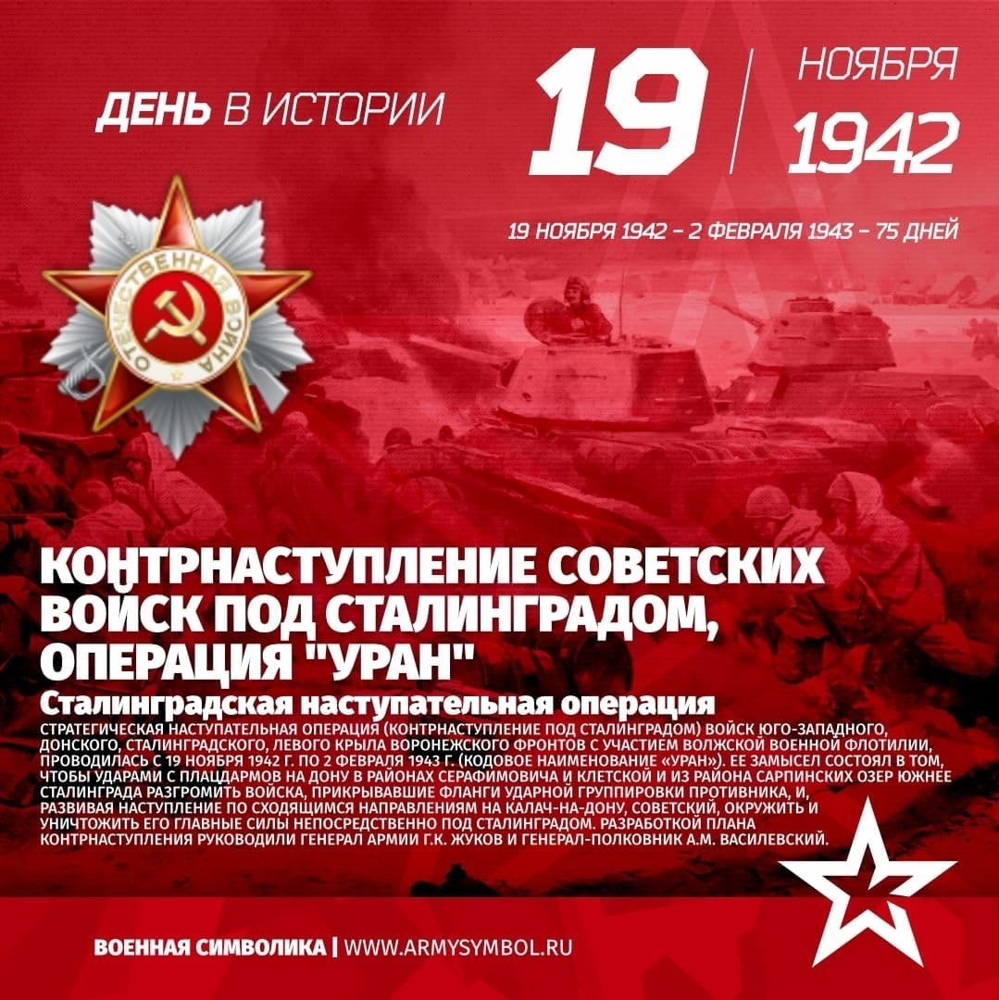 ДЕНЬ В ИСТОРИИ
19
НОЯБРЯ
1942
19 НОЯБРЯ 1942 – 2 ФЕВРАЛЯ 1943 – 75 ДНЕЙ
ОТЕЧЕСТВЕННАЯ ВОЙНА
КОНТРНАСТУПЛЕНИЕ СОВЕТСКИХ
ВОЙСК ПОД СТАЛИНГРАДОМ,
ОПЕРАЦИЯ "УРАН"
Сталинградская наступательная операция
СТРАТЕГИЧЕСКАЯ НАСТУПАТЕЛЬНАЯ ОПЕРАЦИЯ (КОНТРНАСТУПЛЕНИЕ ПОД СТАЛИНГРАДОМ) ВОЙСК ЮГО-ЗАПАДНОГО,
ДОНСКОГО, СТАЛИНГРАДСКОГО, ЛЕВОГО КРЫЛА ВОРОНЕЖСКОГО ФРОНТОВ С УЧАСТИЕМ ВОЛЖСКОЙ ВОЕННОЙ ФЛОТИЛИИ,
ПРОВОДИЛАСЬ С 19 НОЯБРЯ 1942 Г. ПО 2 ФЕВРАЛЯ 1943 Г. (КОДОВОЕ НАИМЕНОВАНИЕ «УРАН»). ЕЕ ЗАМЫСЕЛ СОСТОЯЛ В ТОМ,
ЧТОБЫ УДАРАМИ С ПЛАЦДАРМОВ НА ДОНУ В РАЙОНАХ СЕРАФИМОВИЧА И КЛЕТСКОЙ И ИЗ РАЙОНА САРПИНСКИХ ОЗЕР ЮЖНЕЕ
СТАЛИНГРАДА РАЗГРОМИТЬ ВОЙСКА, ПРИКРЫВАВШИЕ ФЛАНГИ УДАРНОЙ ГРУППИРОВКИ ПРОТИВНИКА, И,
РАЗВИВАЯ НАСТУПЛЕНИЕ ПО СХОДЯЩИМСЯ НАПРАВЛЕНИЯМ НА КАЛАЧ-НА-ДОНУ, СОВЕТСКИЙ, ОКРУЖИТЬ И
УНИЧТОЖИТЬ ЕГО ГЛАВНЫЕ СИЛЫ НЕПОСРЕДСТВЕННО ПОД СТАЛИНГРАДОМ. РАЗРАБОТКОЙ ПЛАНА
КОНТРНАСТУПЛЕНИЯ РУКОВОДИЛИ ГЕНЕРАЛ АРМИИ Г.К. ЖУКОВ И ГЕНЕРАЛ-ПОЛКОВНИК А.М. ВАСИЛЕВСКИЙ.
ВОЕННАЯ СИМВОЛИКА | WWW.ARMYSYMBOL.RU